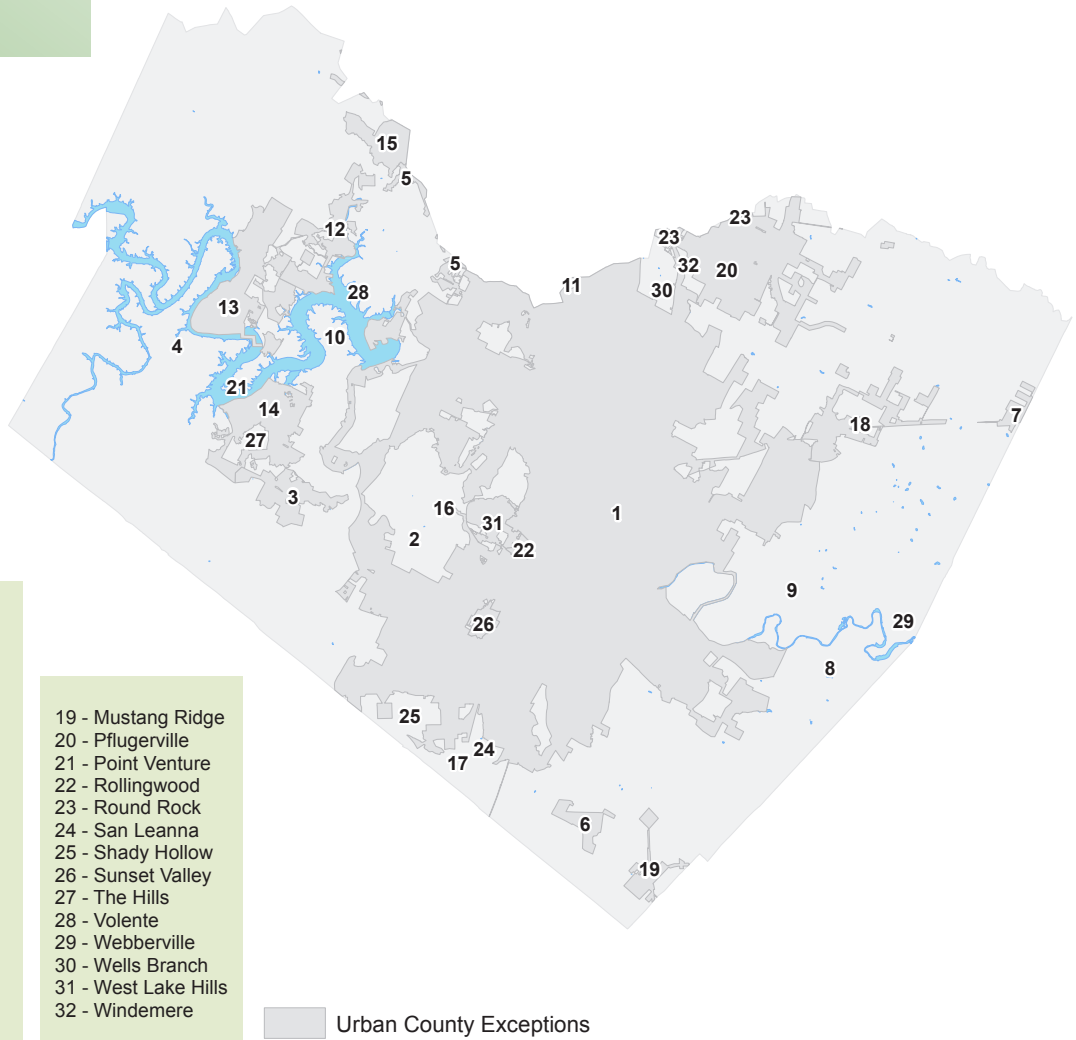 15
5
23
12
23
5
32
20
11
30
28
13
10
4
21
14
7
18
27
3
16
1
31
2
22
9
29
26
8
25
24
17
6
19
19 - Mustang Ridge
20 - Pflugerville
21 - Point Venture
22 - Rollingwood
23 - Round Rock
24 - San Leanna
25 - Shady Hollow
26 - Sunset Valley
27 - The Hills
28 - Volente
29 - Webberville
30 - Wells Branch
31 - West Lake Hills
32 - Windemere
Urban County Exceptions